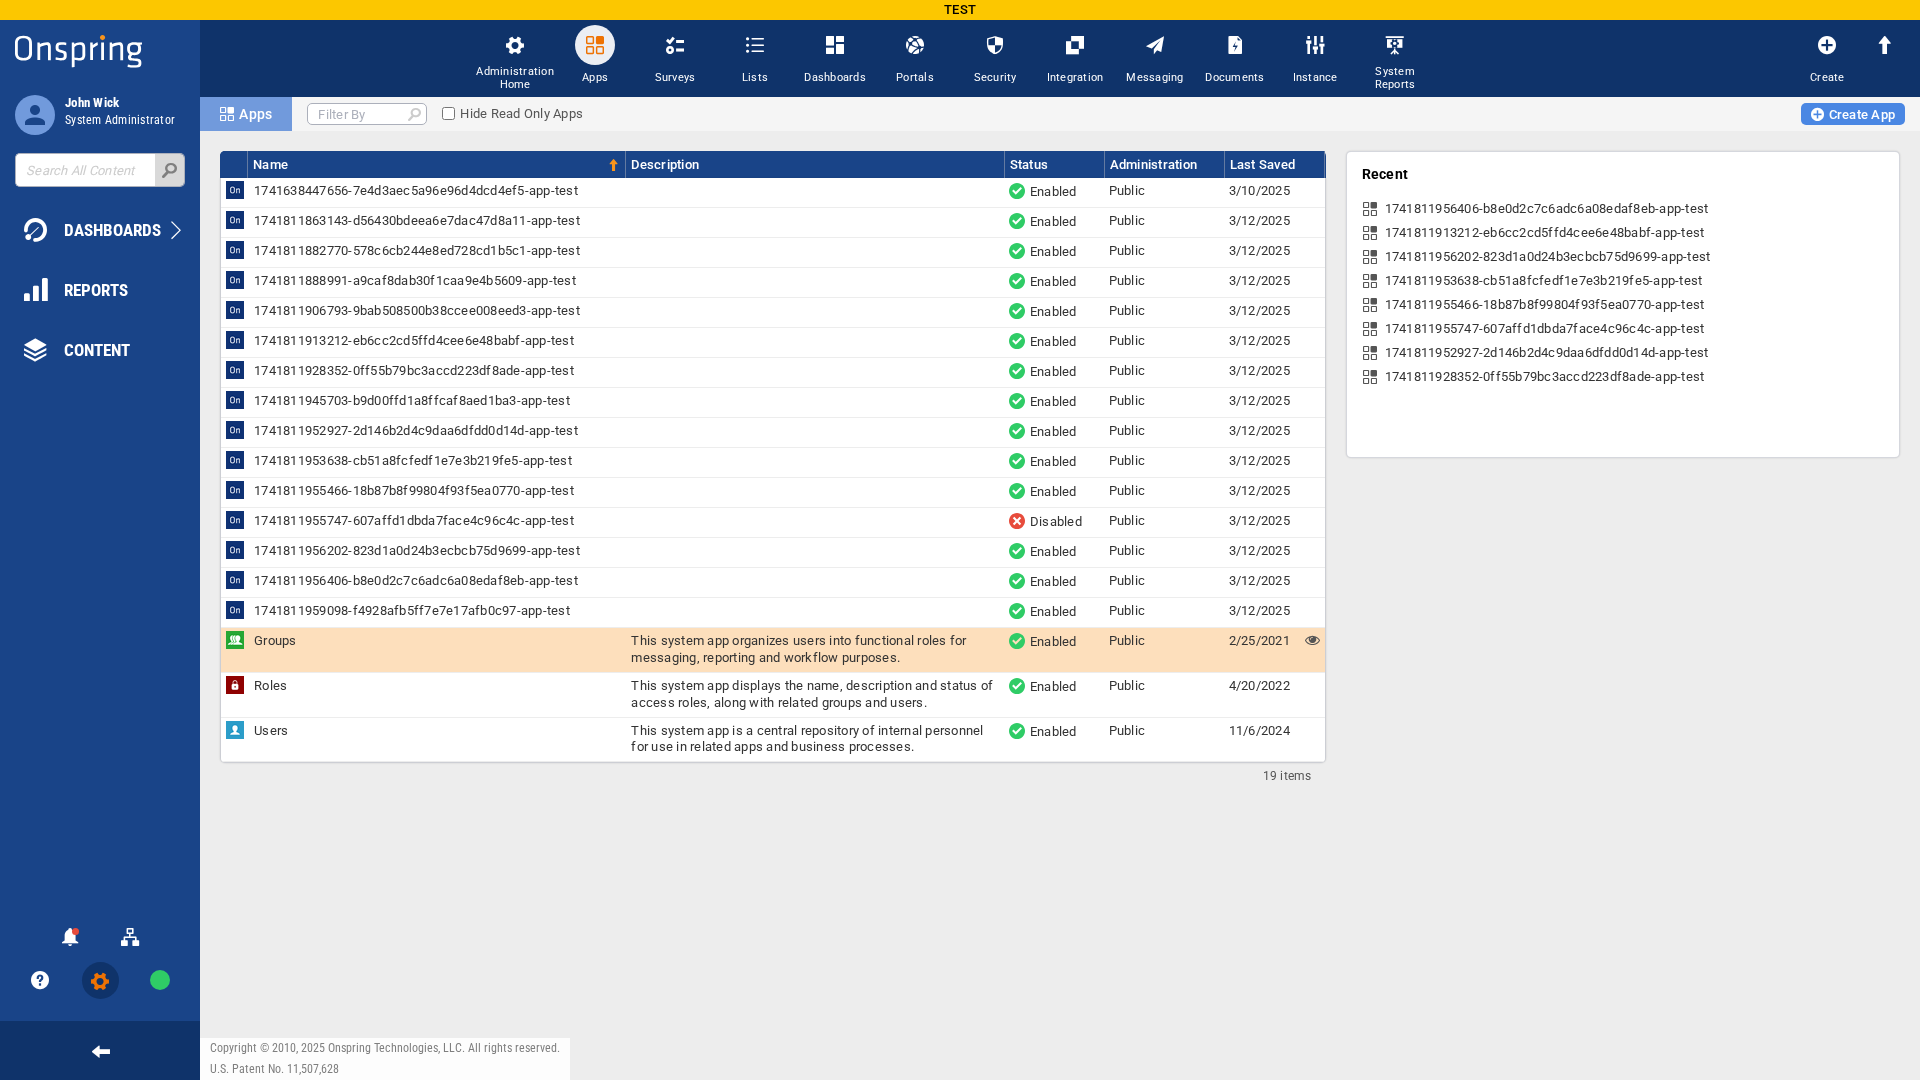 TEST
Onspring
John Wick
System Administrator
Search All Content
DASHBOARDS
REPORTS
CONTENT
Administration Home
Apps
Surveys
Lists
Dashboards
Portals
Security
Integration
Messaging
Documents
Instance
System Reports
Create
Apps
Filter By
Hide Read Only Apps
Create App
Name Description Status Administration Last Saved
On 1741638447656-7e4d3aec5a96e96d4dcd4ef5-app-test Enabled Public 3/10/2025
On 1741811863143-d56430bdeea6e7dac47d8a11-app-test Enabled Public 3/12/2025
On 1741811882770-578c6cb244e8ed728cd1b5c1-app-test Enabled Public 3/12/2025
On 1741811888991-a9caf8dab30f1caa9e4b5609-app-test Enabled Public 3/12/2025
On 1741811906793-9bab508500b38ccee008eed3-app-test Enabled Public 3/12/2025
On 1741811913212-eb6cc2cd5ffd4cee6e48babf-app-test Enabled Public 3/12/2025
On 1741811928352-0ff55b79bc3accd223df8ade-app-test Enabled Public 3/12/2025
On 1741811945703-b9d00ffd1a8ffcaf8aed1ba3-app-test Enabled Public 3/12/2025
On 1741811952927-2d146b2d4c9daa6dfdd0d14d-app-test Enabled Public 3/12/2025
On 1741811953638-cb51a8fcfedf1e7e3b219fe5-app-test Enabled Public 3/12/2025
On 1741811955466-18b87b8f99804f93f5ea0770-app-test Enabled Public 3/12/2025
On 1741811955747-607affd1dbda7face4c96c4c-app-test Disabled Public 3/12/2025
On 1741811956202-823d1a0d24b3ecbcb75d9699-app-test Enabled Public 3/12/2025
On 1741811956406-b8e0d2c7c6adc6a08edaf8eb-app-test Enabled Public 3/12/2025
On 1741811959098-f4928afb5ff7e7e17afb0c97-app-test Enabled Public 3/12/2025
Groups This system app organizes users into functional roles for Enabled Public 2/25/2021
messaging, reporting and workflow purposes.
Roles This system app displays the name, description and status of Enabled Public 4/20/2022
access roles, along with related groups and users.
Users This system app is a central repository of internal personnel Enabled Public 11/6/2024
for use in related apps and business processes.
19 items
Recent
1741811956406-b8e0d2c7c6adc6a08edaf8eb-app-test
1741811913212-eb6cc2cd5ffd4cee6e48babf-app-test
1741811956202-823d1a0d24b3ecbcb75d9699-app-test
1741811953638-cb51a8fcfedf1e7e3b219fe5-app-test
1741811955466-18b87b8f99804f93f5ea0770-app-test
1741811955747-607affd1dbda7face4c96c4c-app-test
1741811952927-2d146b2d4c9daa6dfdd0d14d-app-test
1741811928352-0ff55b79bc3accd223df8ade-app-test
Copyright © 2010, 2025 Onspring Technologies, LLC. All rights reserved.
U.S. Patent No. 11,507,628